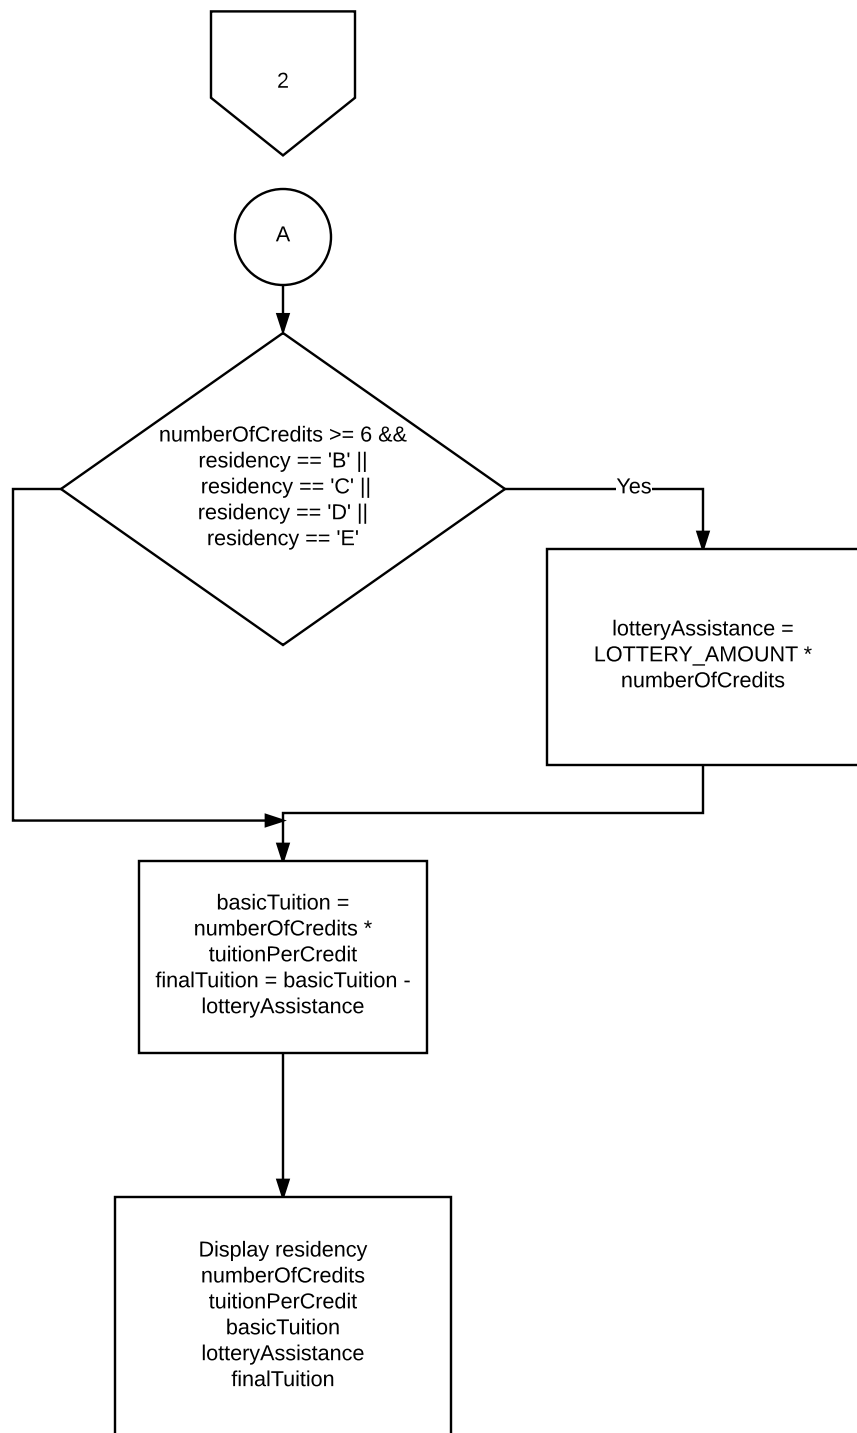 2
A
numberOfCredits >= 6 &&
residency == 'B' ||
residency == 'C' ||
residency == 'D' ||
residency == 'E'
Yes
lotteryAssistance =
LOTTERY_AMOUNT *
numberOfCredits
basicTuition =
numberOfCredits *
tuitionPerCredit
finalTuition = basicTuition -
lotteryAssistance
Display residency
numberOfCredits
tuitionPerCredit
basicTuition
lotteryAssistance
finalTuition